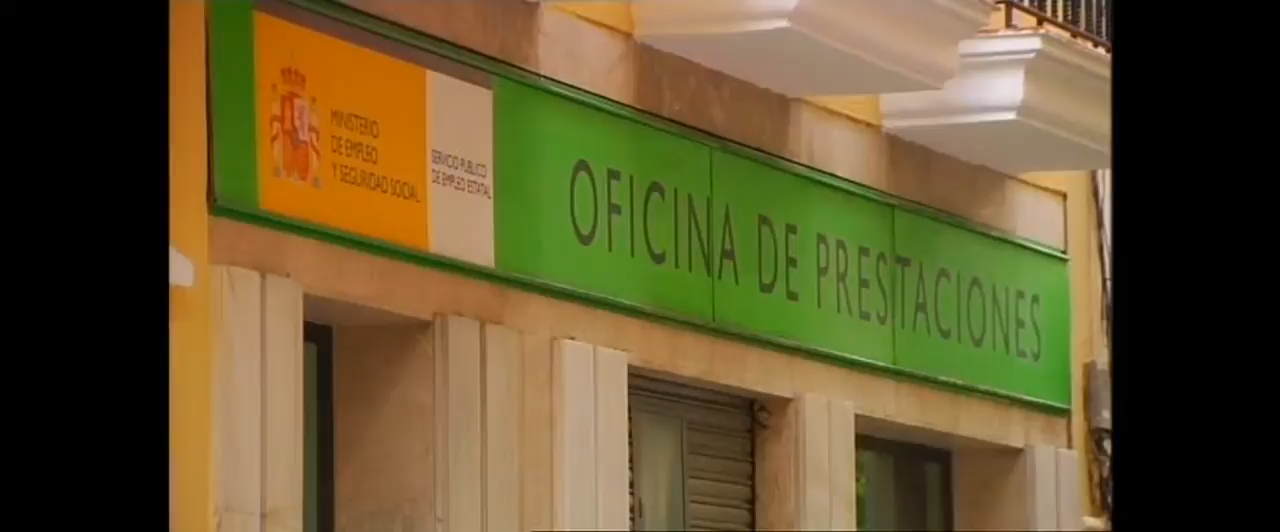 MINISTERIO
DE EMPLEO
Y SEGURIDAD SOCIAL
SERVICIO PÚBLICO
DE EMPLEO ESTATAL
OFICINA DE PRESTACIONES